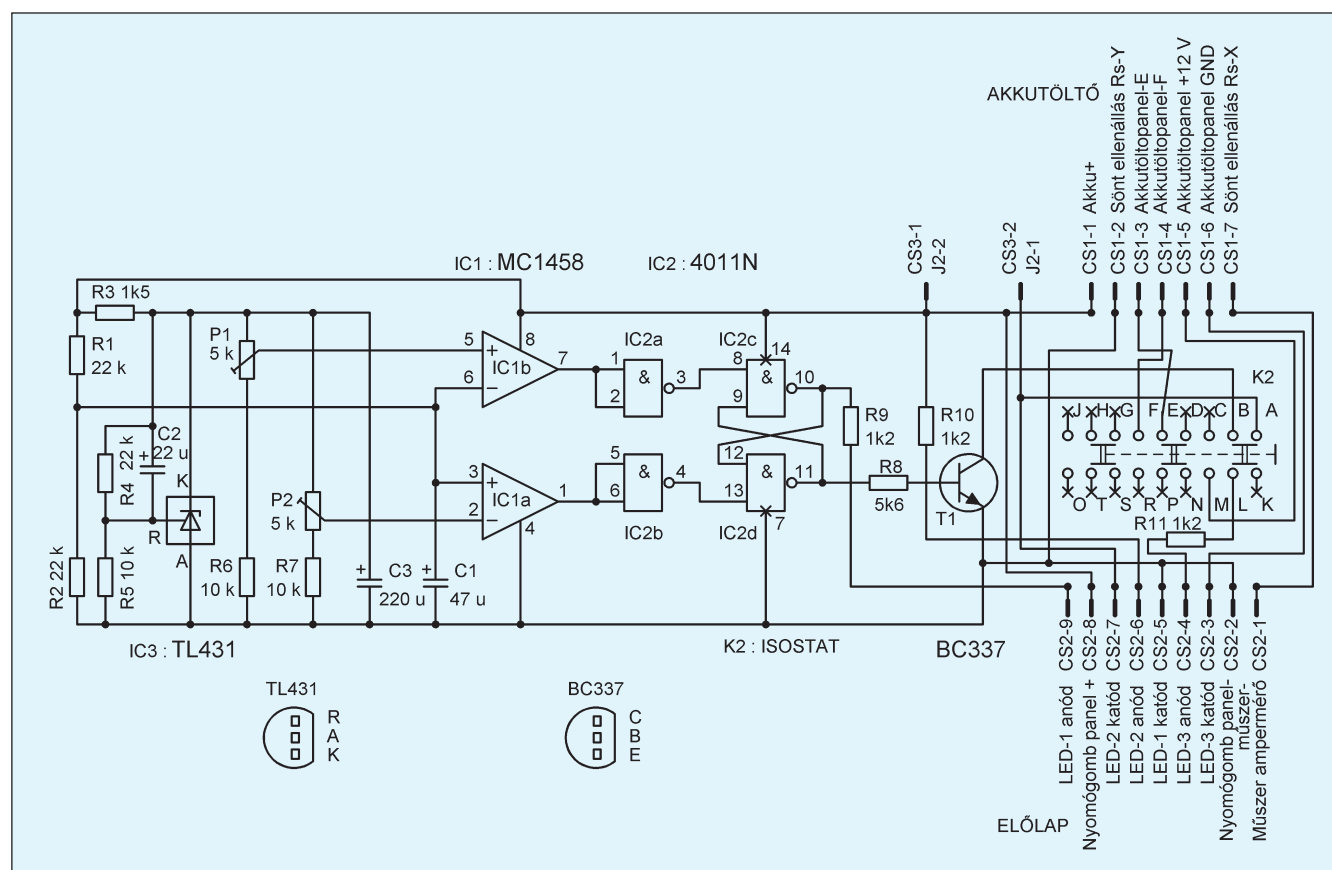 AKKUTÖLTŐ
CS3-1
J2-2
CS3-2
J2-1
CS1-1 Akku+
CS1-2 Sönt ellenállás Rs-Y
CS1-3 Akkutöltopanel-E
CS1-4 Akkutöltopanel-F
CS1-5 Akkutöltopanel +12 V
CS1-6 Akkutöltopanel GND
CS1-7 Sönt ellenállás Rs-X
IC1 : MC1458
IC2 : 4011N
R3 1k5
R1
22 k
P1
5 k
5
+
IC1b
8
7
6
−
IC2a
1
&
3
2
IC2c
8
14
&
10
9
K2
J H G F E D C B A
R9
1k2
R10
1k2
C2
22 u
+
R4 22 k
K
R
A
P2
5 k
3
+
IC1a
1
2
−
4
5
&
4
6
IC2b
12
&
11
13
7
IC2d
R8
5k6
T1
O T S R P N M L K
R11 1k2
R2 22 k
R5 10 k
R6
10 k
R7
10 k
+
C3
220 u
+
C1
47 u
IC3 : TL431
K2 : ISOSTAT
BC337
TL431
R
A
K
BC337
C
B
E
LED-1 anód CS2-9
Nyomógomb panel + CS2-8
LED-2 katód CS2-7
LED-2 anód CS2-6
LED-1 katód CS2-5
LED-3 anód CS2-4
LED-3 katód CS2-3
Nyomógomb panel- CS2-2
műszer-
Műszer ampermérő CS2-1
ELŐLAP